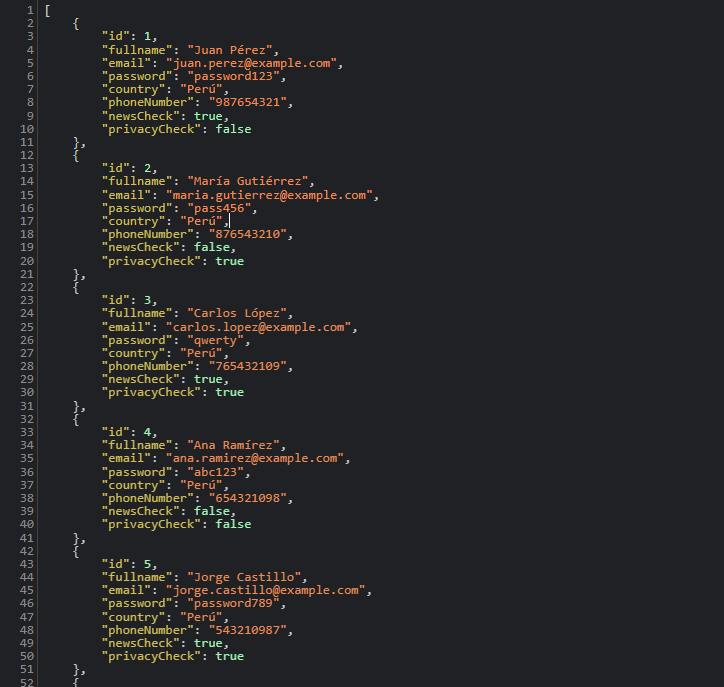 1 [
2     {
3         "id": 1,
4         "fullname": "Juan Pérez",
5         "email": "juan.perez@example.com",
6         "password": "password123",
7         "country": "Perú",
8         "phoneNumber": "987654321",
9         "newsCheck": true,
10         "privacyCheck": false
11     },
12     {
13         "id": 2,
14         "fullname": "María Gutiérrez",
15         "email": "maria.gutierrez@example.com",
16         "password": "pass456",
17         "country": "Perú",
18         "phoneNumber": "876543210",
19         "newsCheck": false,
20         "privacyCheck": true
21     },
22     {
23         "id": 3,
24         "fullname": "Carlos López",
25         "email": "carlos.lopez@example.com",
26         "password": "qwerty",
27         "country": "Perú",
28         "phoneNumber": "765432109",
29         "newsCheck": true,
30         "privacyCheck": true
31     },
32     {
33         "id": 4,
34         "fullname": "Ana Ramírez",
35         "email": "ana.ramirez@example.com",
36         "password": "abc123",
37         "country": "Perú",
38         "phoneNumber": "654321098",
39         "newsCheck": false,
40         "privacyCheck": false
41     },
42     {
43         "id": 5,
44         "fullname": "Jorge Castillo",
45         "email": "jorge.castillo@example.com",
46         "password": "password789",
47         "country": "Perú",
48         "phoneNumber": "543210987",
49         "newsCheck": true,
50         "privacyCheck": true
51     },
52     {